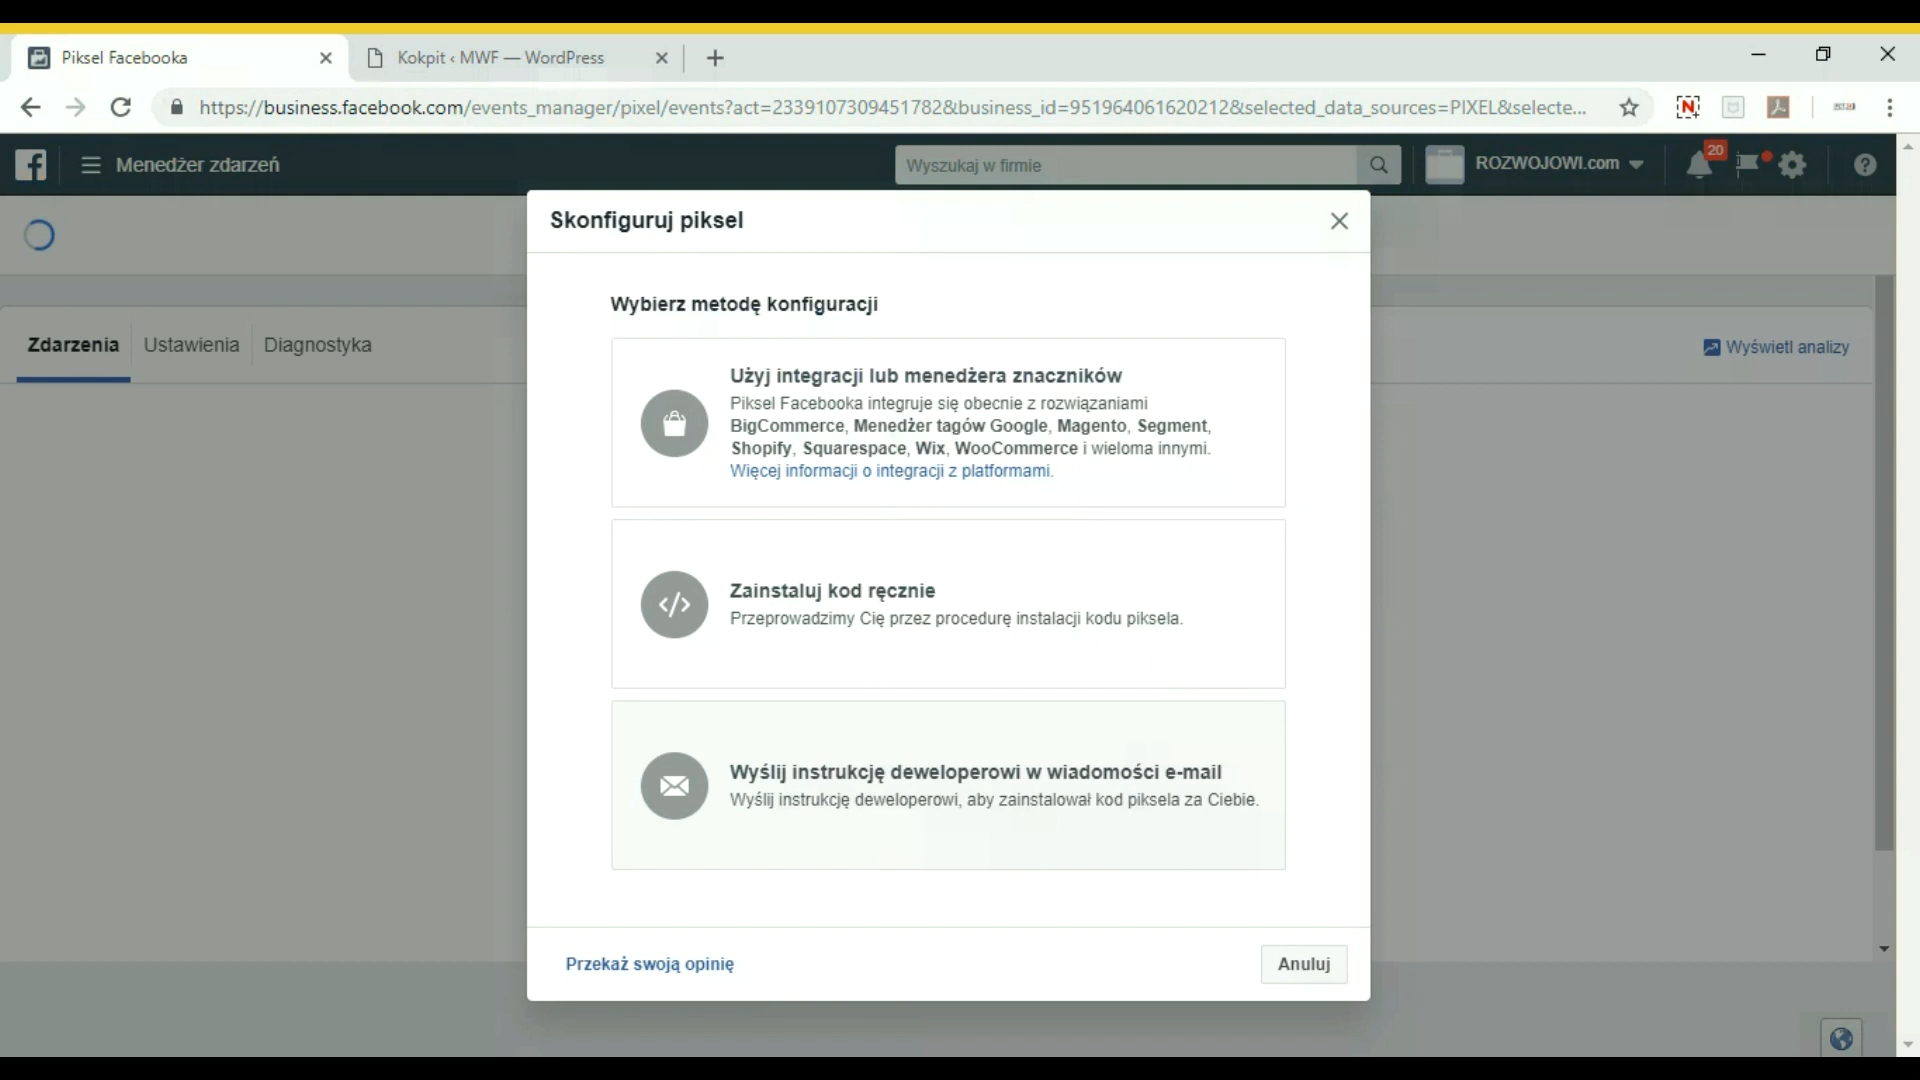 Piksel Facebooka
Kokpit ‹ MWF — WordPress
https://business.facebook.com/events_manager/pixel/events?act=2339107309451782&business_id=951964061620212&selected_data_sources=PIXEL&selecte...
Menedżer zdarzeń
Wyszukaj w firmie
ROZWOJOWI.com
20
Skonfiguruj piksel
Wybierz metodę konfiguracji
Zdarzenia
Ustawienia
Diagnostyka
Wyświetl analizy
Użyj integracji lub menedżera znaczników
Piksel Facebooka integruje się obecnie z rozwiązaniami
BigCommerce, Menedżer tagów Google, Magento, Segment,
Shopify, Squarespace, Wix, WooCommerce i wieloma innymi.
Więcej informacji o integracji z platformami.
Zainstaluj kod ręcznie
Przeprowadzimy Cię przez procedurę instalacji kodu piksela.
Wyślij instrukcję deweloperowi w wiadomości e-mail
Wyślij instrukcję deweloperowi, aby zainstalował kod piksela za Ciebie.
Przekaż swoją opinię
Anuluj